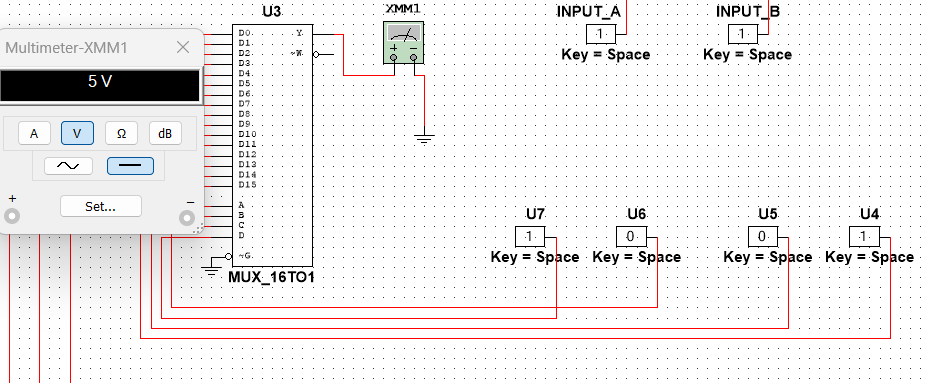 U3
XMM1
INPUT_A
INPUT_B
Multimeter-XMM1
5 V
A
V
Ω
dB
Set...
+
−
D0
D1
D2
D3
D4
D5
D6
D7
D8
D9
D10
D11
D12
D13
D14
D15
A
B
C
D
~G
Y
~W
MUX_16TO1
+
−
1
Key = Space
1
Key = Space
U7
U6
U5
U4
1
0
0
1
Key = Space
Key = Space
Key = Space
Key = Space